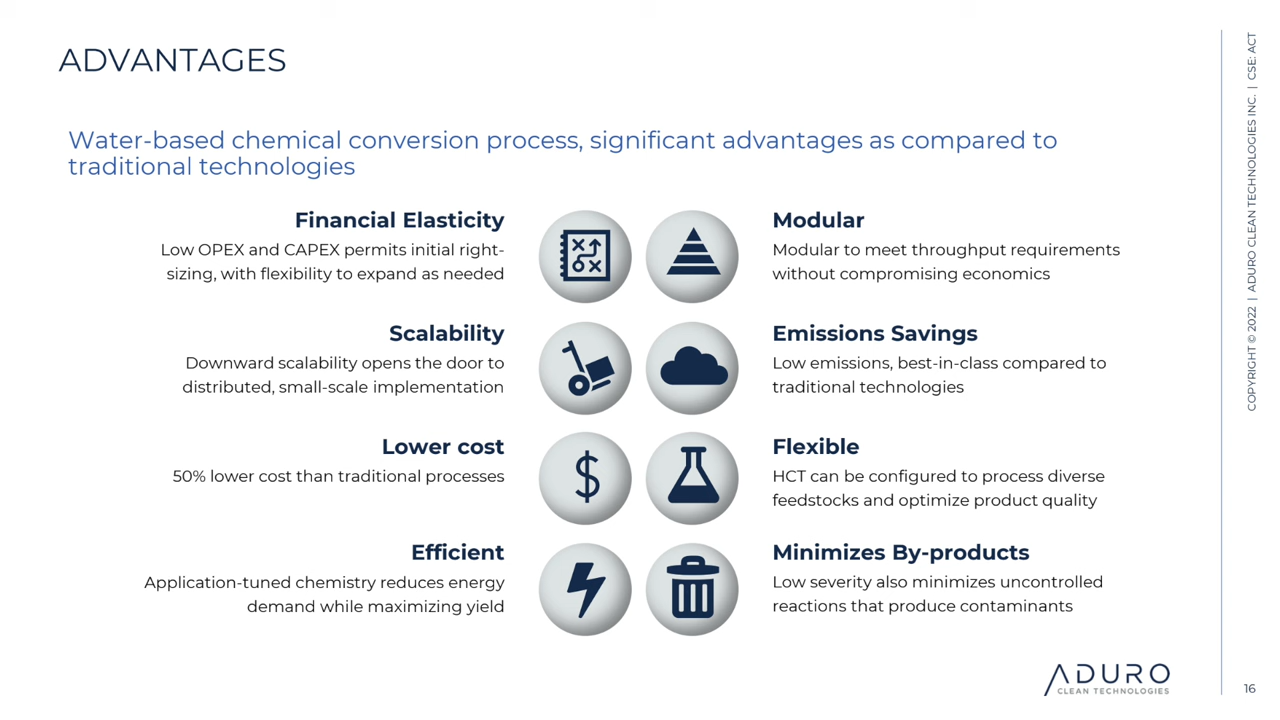 ADVANTAGES
Water-based chemical conversion process, significant advantages as compared to
traditional technologies
Financial Elasticity
Low OPEX and CAPEX permits initial right-
sizing, with flexibility to expand as needed
Modular
Modular to meet throughput requirements
without compromising economics
Scalability
Downward scalability opens the door to
distributed, small-scale implementation
Emissions Savings
Low emissions, best-in-class compared to
traditional technologies
Lower cost
50% lower cost than traditional processes
$
Flexible
HCT can be configured to process diverse
feedstocks and optimize product quality
Efficient
Application-tuned chemistry reduces energy
demand while maximizing yield
Minimizes By-products
Low severity also minimizes uncontrolled
reactions that produce contaminants
ADURO
CLEAN TECHNOLOGIES
COPYRIGHT © 2022 | ADURO CLEAN TECHNOLOGIES INC. | CSE: ACT
16